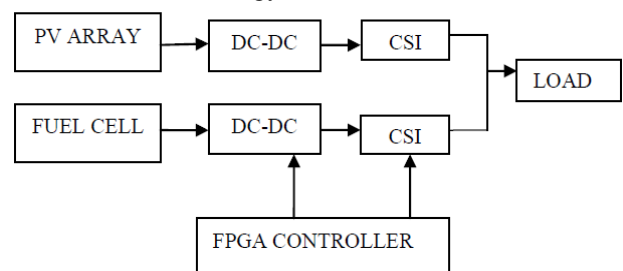 PV ARRAY
DC-DC
CSI
LOAD
FUEL CELL
DC-DC
CSI
FPGA CONTROLLER